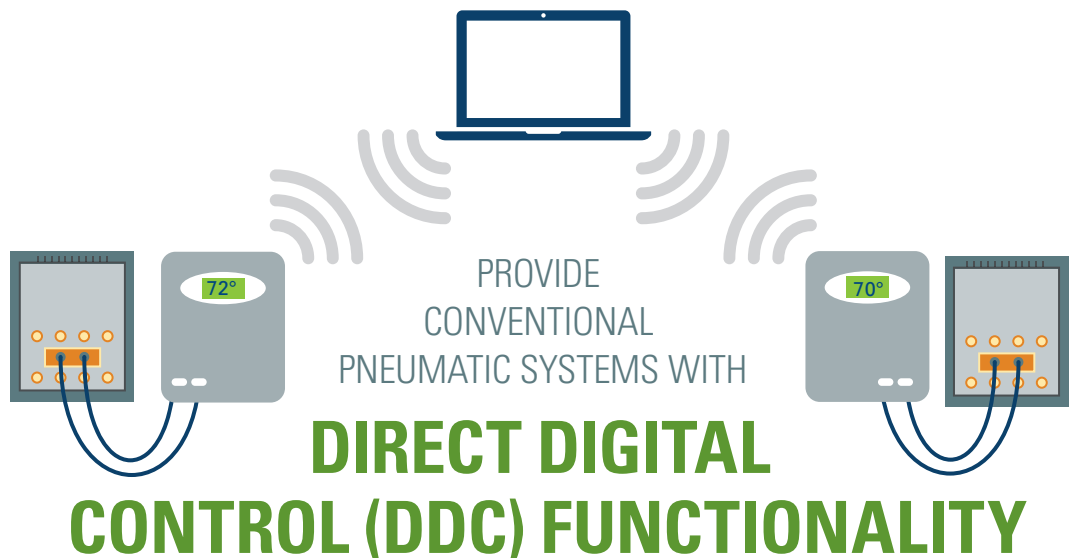 72°
70°
PROVIDE
CONVENTIONAL
PNEUMATIC SYSTEMS WITH
DIRECT DIGITAL
CONTROL (DDC) FUNCTIONALITY